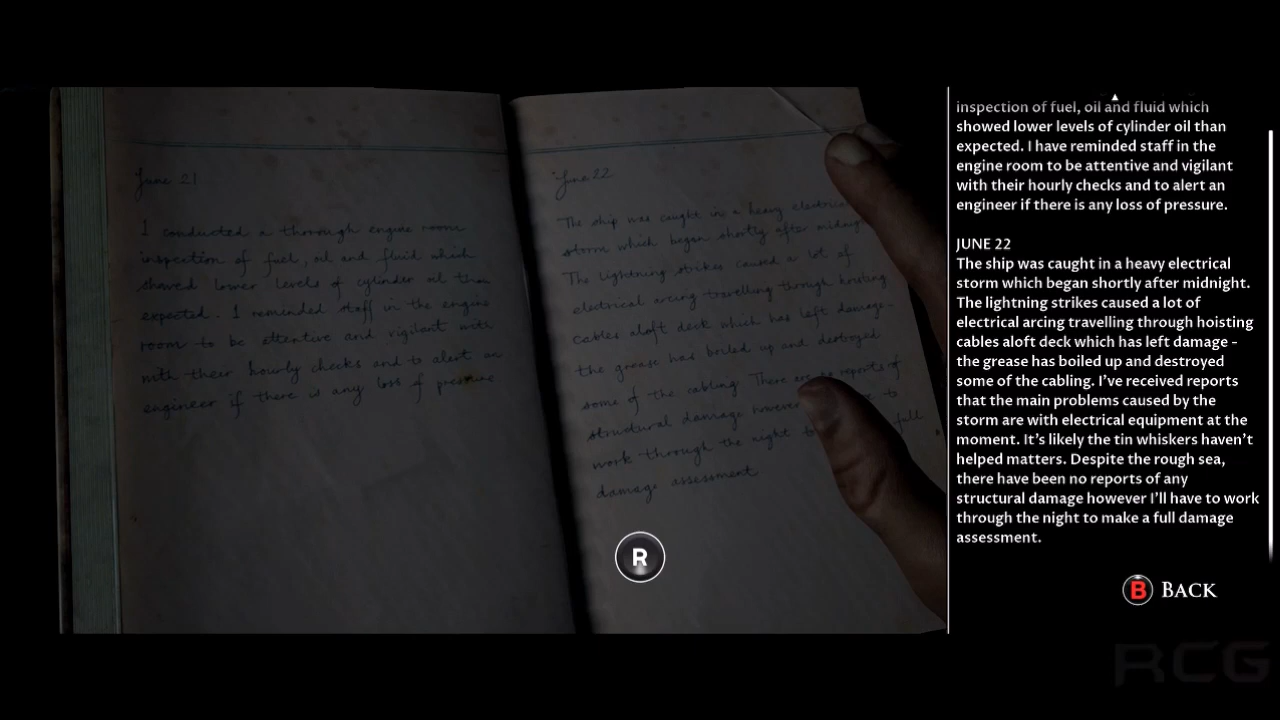 June 21
I conducted a thorough engine room
inspection of fuel, oil and fluid which
showed lower levels of cylinder oil than
expected. I reminded staff in the engine
room to be attentive and vigilant with
with their hourly checks and to alert an
engineer if there is any loss of pressure
June 22
The ship was caught in a heavy electrica
storm which began shortly after midnig
The lightning strikes caused a lot of
electrical arcing travelling through hoisting
cables aloft deck which has left damage-
the grease has boiled up and destroyed
some of the cabling. There are no reports of
structural damage however to
work through the night to full
damage assessment
R
inspection of fuel, oil and fluid which
showed lower levels of cylinder oil than
expected. I have reminded staff in the
engine room to be attentive and vigilant
with their hourly checks and to alert an
engineer if there is any loss of pressure.
JUNE 22
The ship was caught in a heavy electrical
storm which began shortly after midnight.
The lightning strikes caused a lot of
electrical arcing travelling through hoisting
cables aloft deck which has left damage –
the grease has boiled up and destroyed
some of the cabling. I've received reports
that the main problems caused by the
storm are with electrical equipment at the
moment. It's likely the tin whiskers haven't
helped matters. Despite the rough sea,
there have been no reports of any
structural damage however I'll have to work
through the night to make a full damage
assessment.
B BACK
RCG